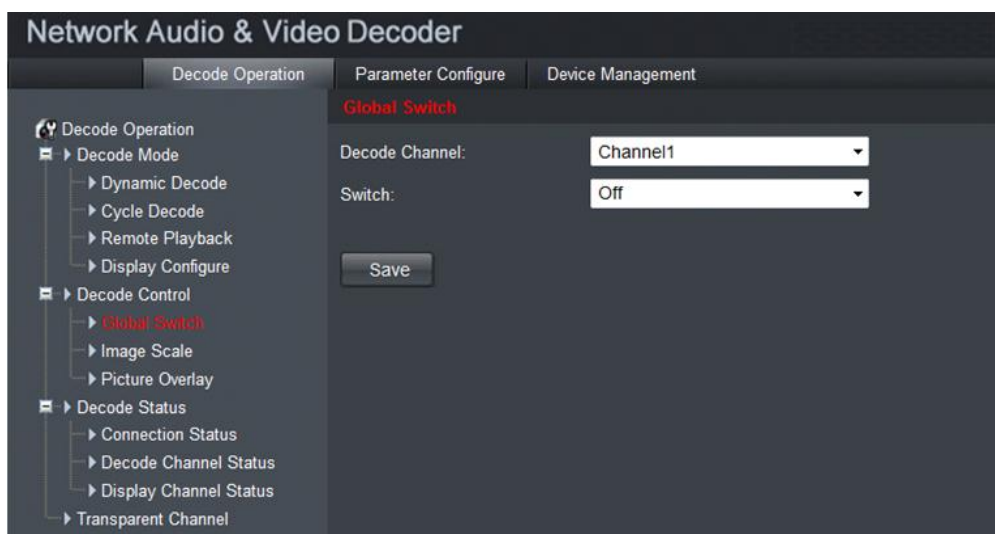 Network Audio & Video Decoder
Decode Operation
Parameter Configure
Device Management
Decode Operation
Decode Mode
Dynamic Decode
Cycle Decode
Remote Playback
Display Configure
Decode Control
Global Switch
Image Scale
Picture Overlay
Decode Status
Connection Status
Decode Channel Status
Display Channel Status
Transparent Channel
Global Switch
Decode Channel: Channel1
Switch: Off
Save